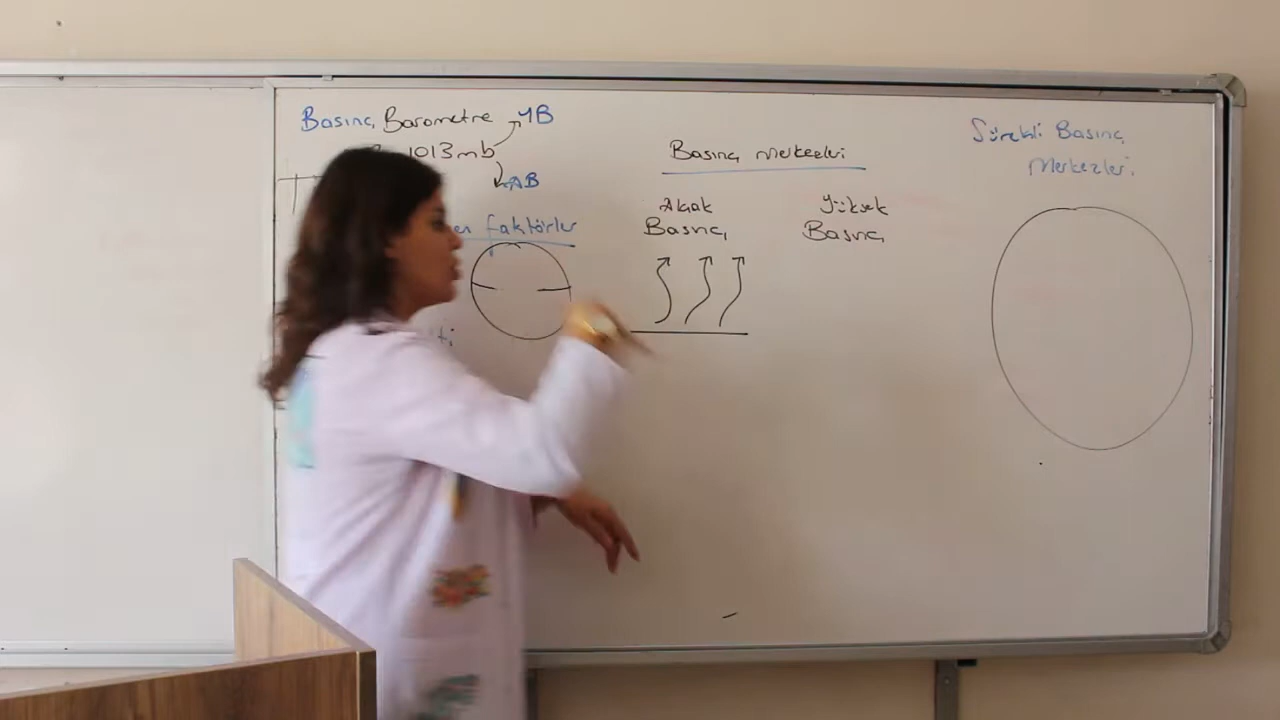 Basınç Barometre YB
1013mb
AB
faktörler
Basınç Merkezleri
Alçak
Basınç
Yüksek
Basınç
Sürekli Basınç
Merkezleri